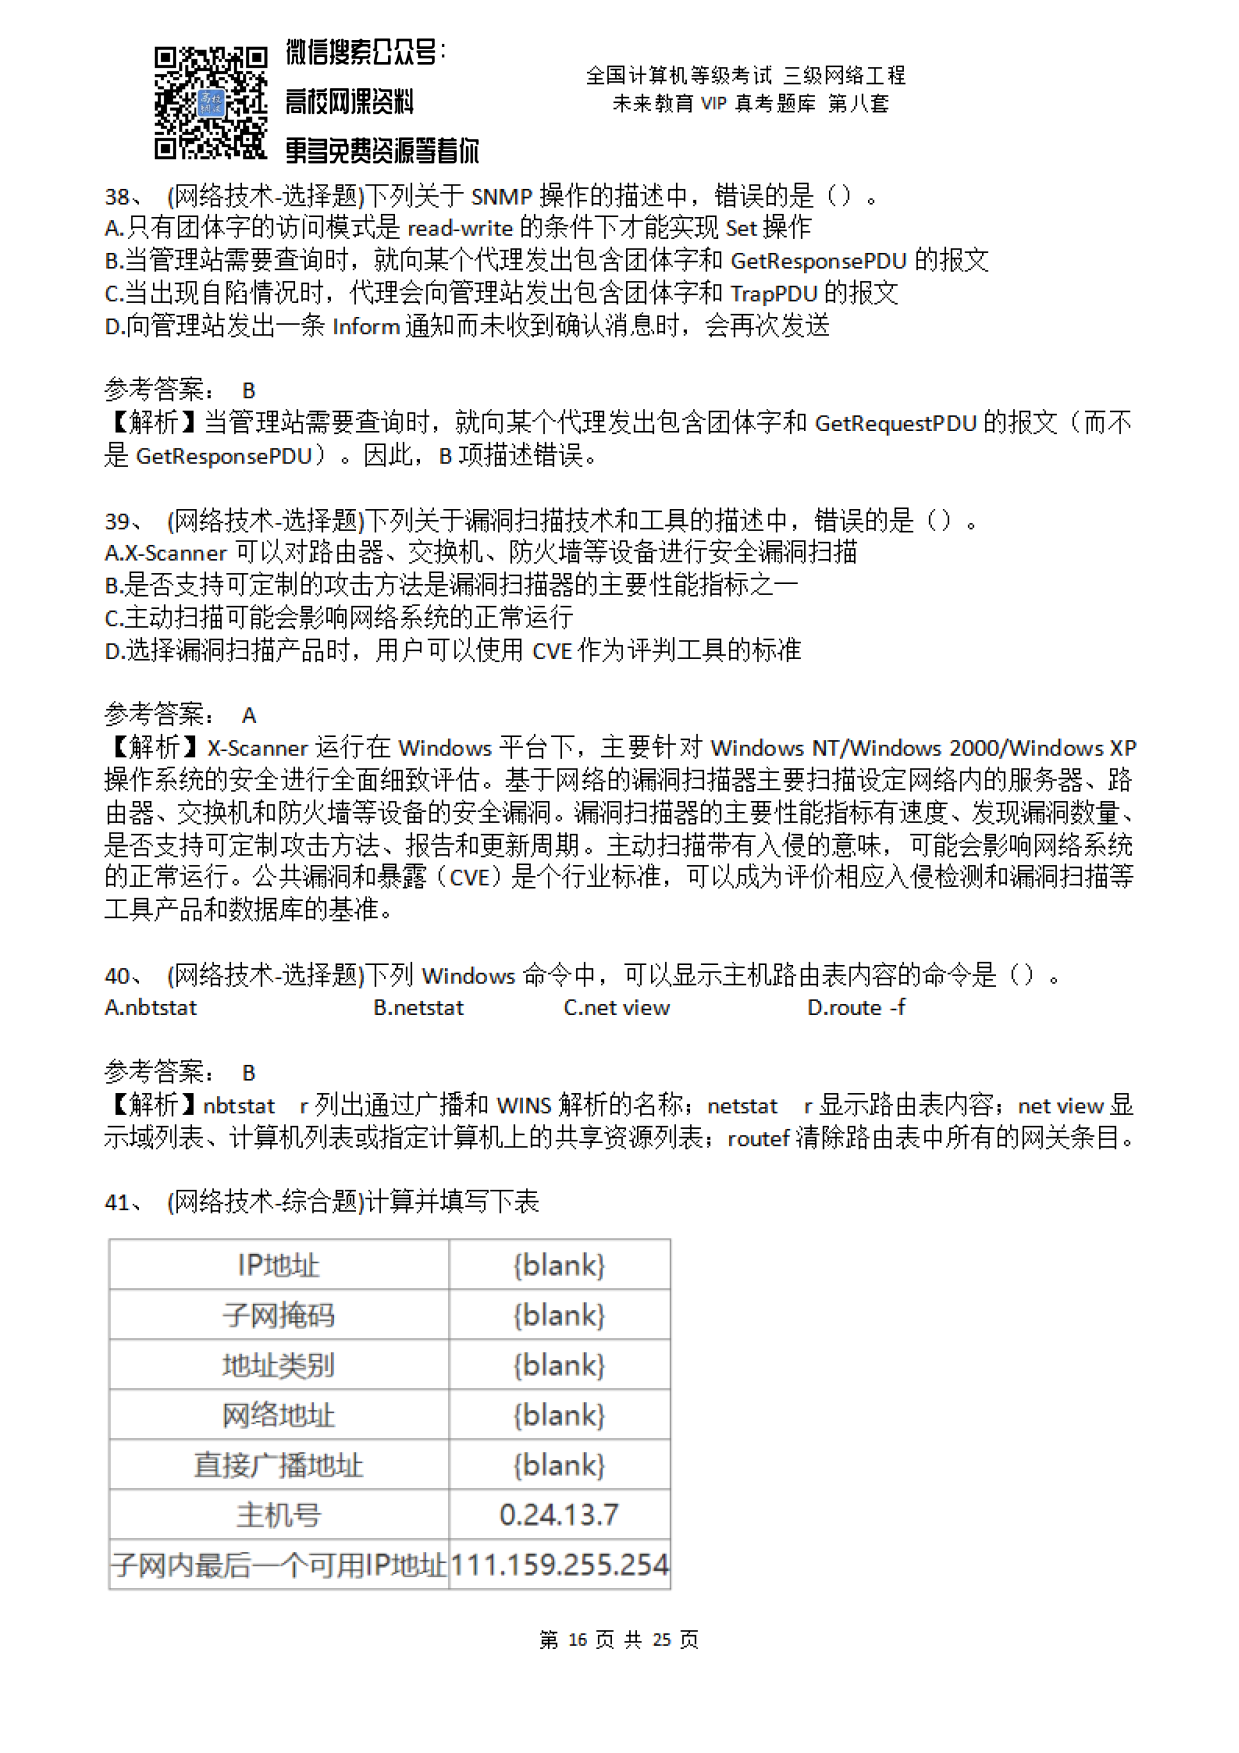 微信搜索公众号：
高校网课资料
更多免费资源等着你
全国计算机等级考试 三级网络工程
未来教育 VIP 真考题库 第八套
38、 (网络技术-选择题)下列关于 SNMP 操作的描述中，错误的是（）。
A.只有团体字的访问模式是 read-write 的条件下才能实现 Set 操作
B.当管理站需要查询时，就向某个代理发出包含团体字和 GetResponsePDU 的报文
C.当出现自陷情况时，代理会向管理站发出包含团体字和 TrapPDU 的报文
D.向管理站发出一条 Inform 通知而未收到确认消息时，会再次发送
参考答案： B
【解析】当管理站需要查询时，就向某个代理发出包含团体字和 GetRequestPDU 的报文（而不
是 GetResponsePDU）。因此，B 项描述错误。
39、 (网络技术-选择题)下列关于漏洞扫描技术和工具的描述中，错误的是（）。
A.X-Scanner 可以对路由器、交换机、防火墙等设备进行安全漏洞扫描
B.是否支持可定制的攻击方法是漏洞扫描器的主要性能指标之一
C.主动扫描可能会影响网络系统的正常运行
D.选择漏洞扫描产品时，用户可以使用 CVE 作为评判工具的标准
参考答案： A
【解析】X-Scanner 运行在 Windows 平台下，主要针对 Windows NT/Windows 2000/Windows XP
操作系统的安全进行全面细致评估。基于网络的漏洞扫描器主要扫描设定网络内的服务器、路
由器、交换机和防火墙等设备的安全漏洞。漏洞扫描器的主要性能指标有速度、发现漏洞数量、
是否支持可定制攻击方法、报告和更新周期。主动扫描带有入侵的意味，可能会影响网络系统
的正常运行。公共漏洞和暴露（CVE）是个行业标准，可以成为评价相应入侵检测和漏洞扫描等
工具产品和数据库的基准。
40、 (网络技术-选择题)下列 Windows 命令中，可以显示主机路由表内容的命令是（）。
A.nbtstat B.netstat C.net view D.route -f
参考答案： B
【解析】nbtstat r 列出通过广播和 WINS 解析的名称；netstat r 显示路由表内容；net view 显
示域列表、计算机列表或指定计算机上的共享资源列表；routef 清除路由表中所有的网关条目。
41、 (网络技术-综合题)计算并填写下表
IP地址 {blank}
子网掩码 {blank}
地址类别 {blank}
网络地址 {blank}
直接广播地址 {blank}
主机号 0.24.13.7
子网内最后一个可用IP地址 111.159.255.254
第 16 页 共 25 页